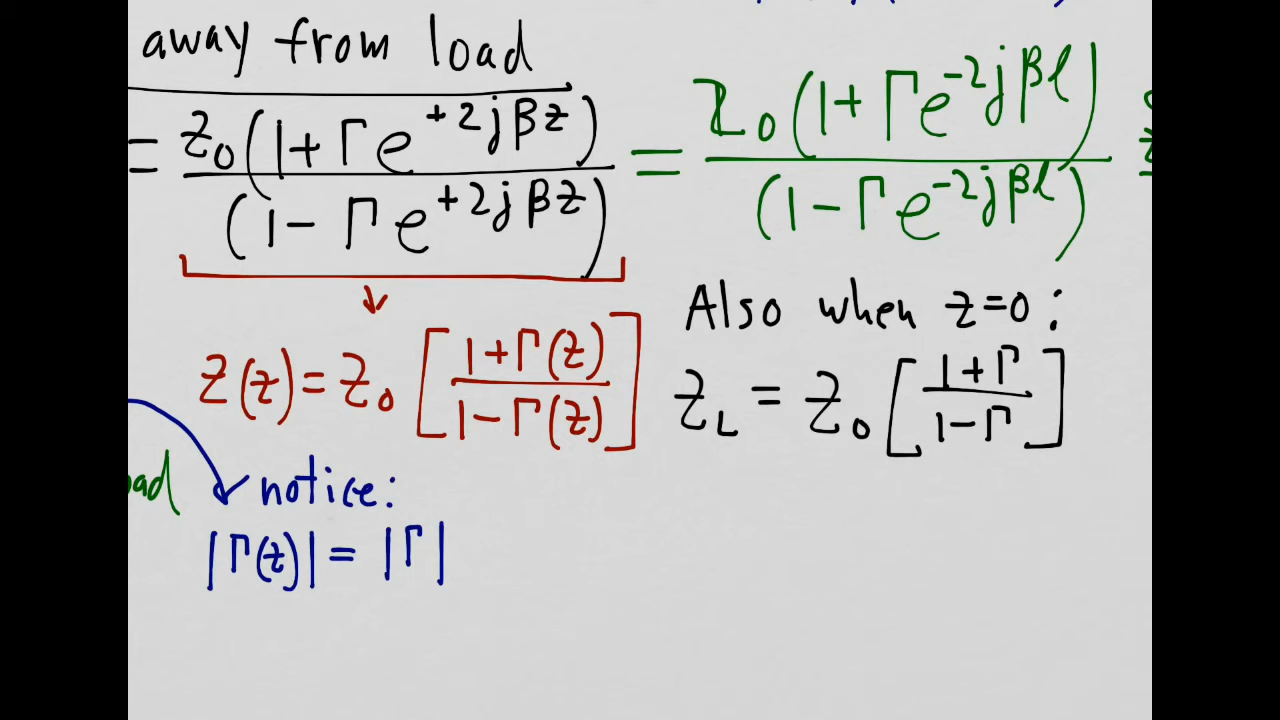 away from load
= Z₀(1+Γe^{+2jβz}) / (1-Γe^{+2jβz}) = Z₀(1+Γe^{-2jβl}) / (1-Γe^{-2jβl})
Also when z=0:
Z(z) = Z₀ [ 1+Γ(z) / 1-Γ(z) ]
Z_L = Z₀ [ 1+Γ / 1-Γ ]
notice:
|Γ(z)| = |Γ|